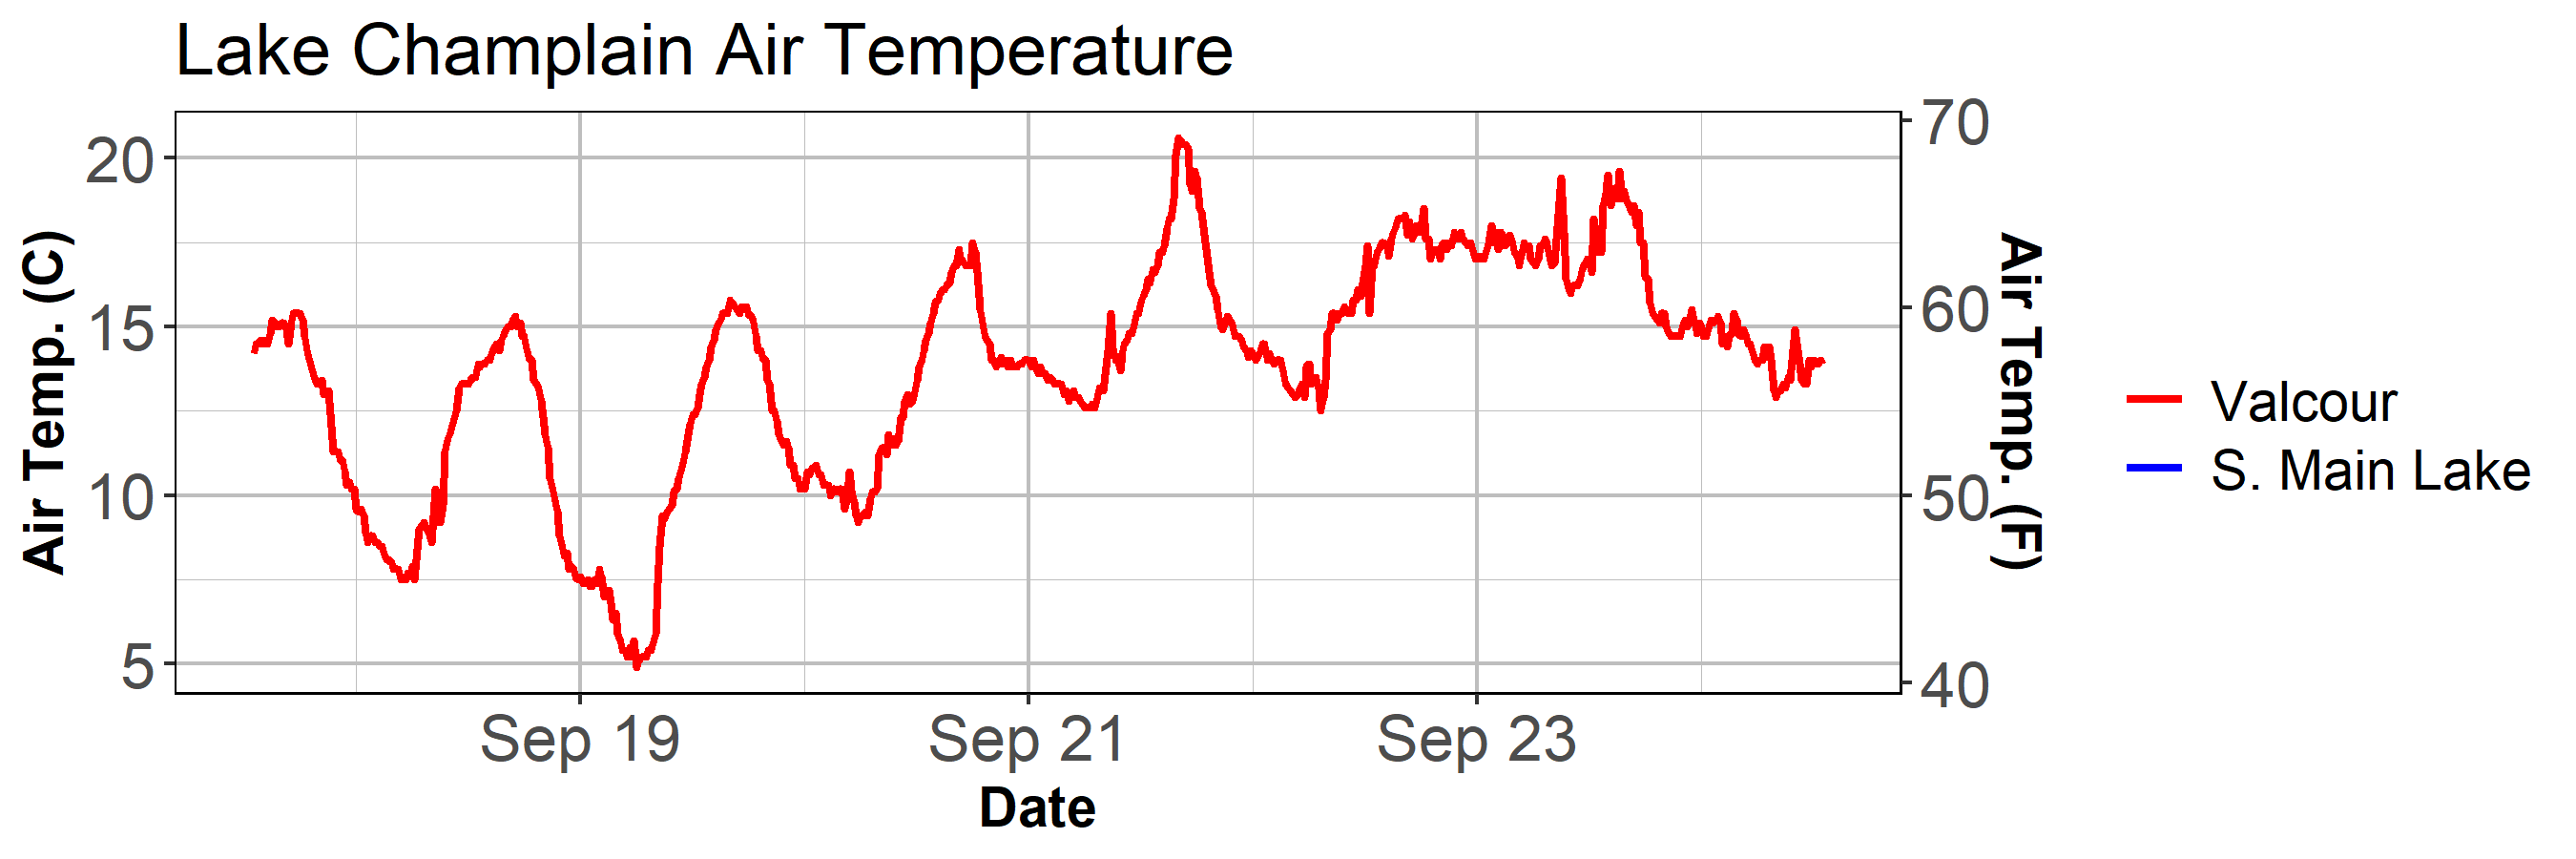 Lake Champlain Air Temperature
Air Temp. (C)
20
15
10
5
70
60
50
40
Air Temp. (F)
Sep 19
Sep 21
Sep 23
Date
Valcour
S. Main Lake